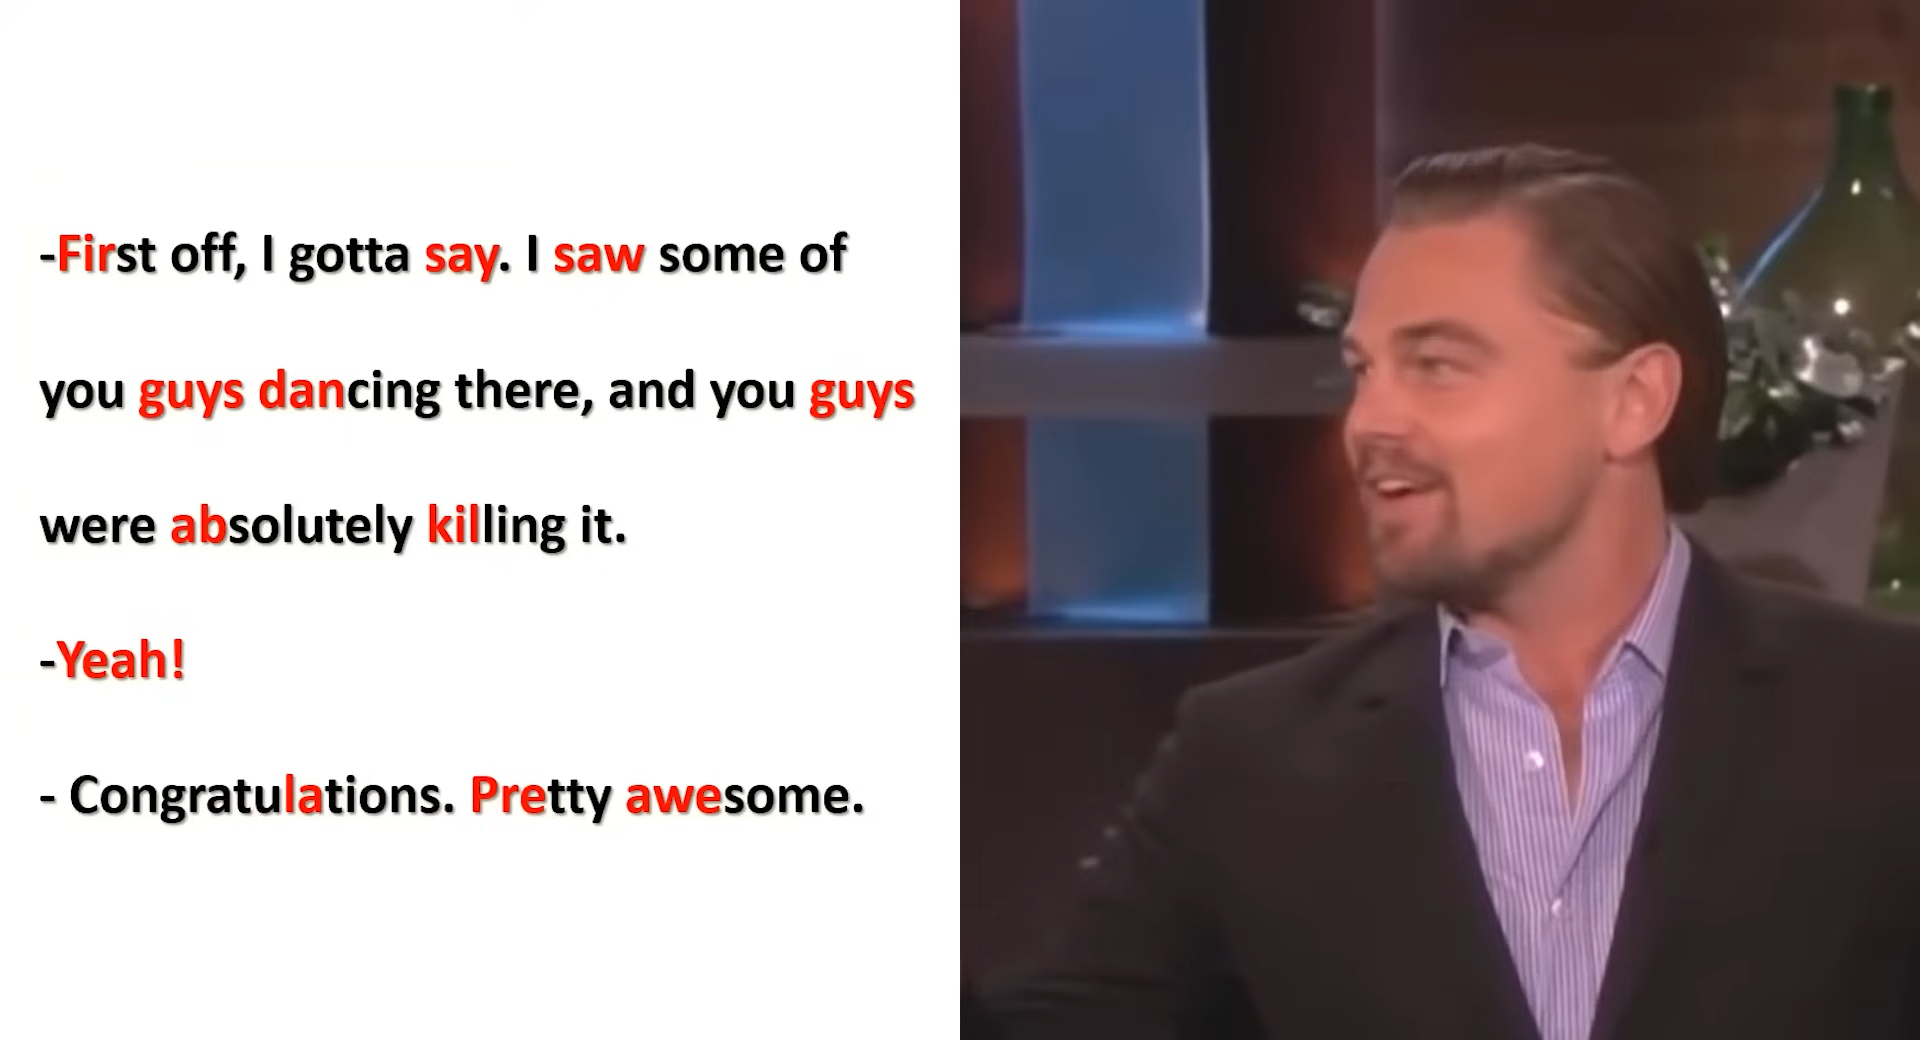 -First off, I gotta say. I saw some of
you guys dancing there, and you guys
were absolutely killing it.
-Yeah!
- Congratulations. Pretty awesome.